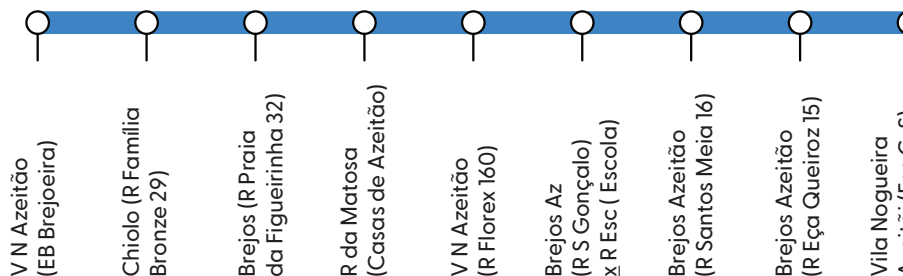 V N Azeitão
(EB Brejoeira)
Chiolo (R Família
Bronze 29)
Brejos (R Praia
da Figueirinha 32)
R da Matosa
(Casas de Azeitão)
V N Azeitão
(R Florex 160)
Brejos Az
(R S Gonçalo)
x R Esc ( Escola)
Brejos Azeitão
(R Santos Meia 16)
Brejos Azeitão
(R Eça Queiroz 15)
Vila Nogueira